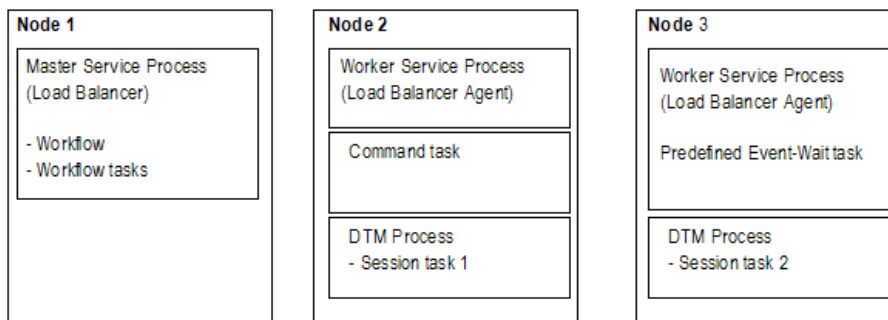 Node 1
Master Service Process
(Load Balancer)
- Workflow
- Workflow tasks
Node 2
Worker Service Process
(Load Balancer Agent)
Command task
DTM Process
- Session task 1
Node 3
Worker Service Process
(Load Balancer Agent)
Predefined Event-Wait task
DTM Process
- Session task 2